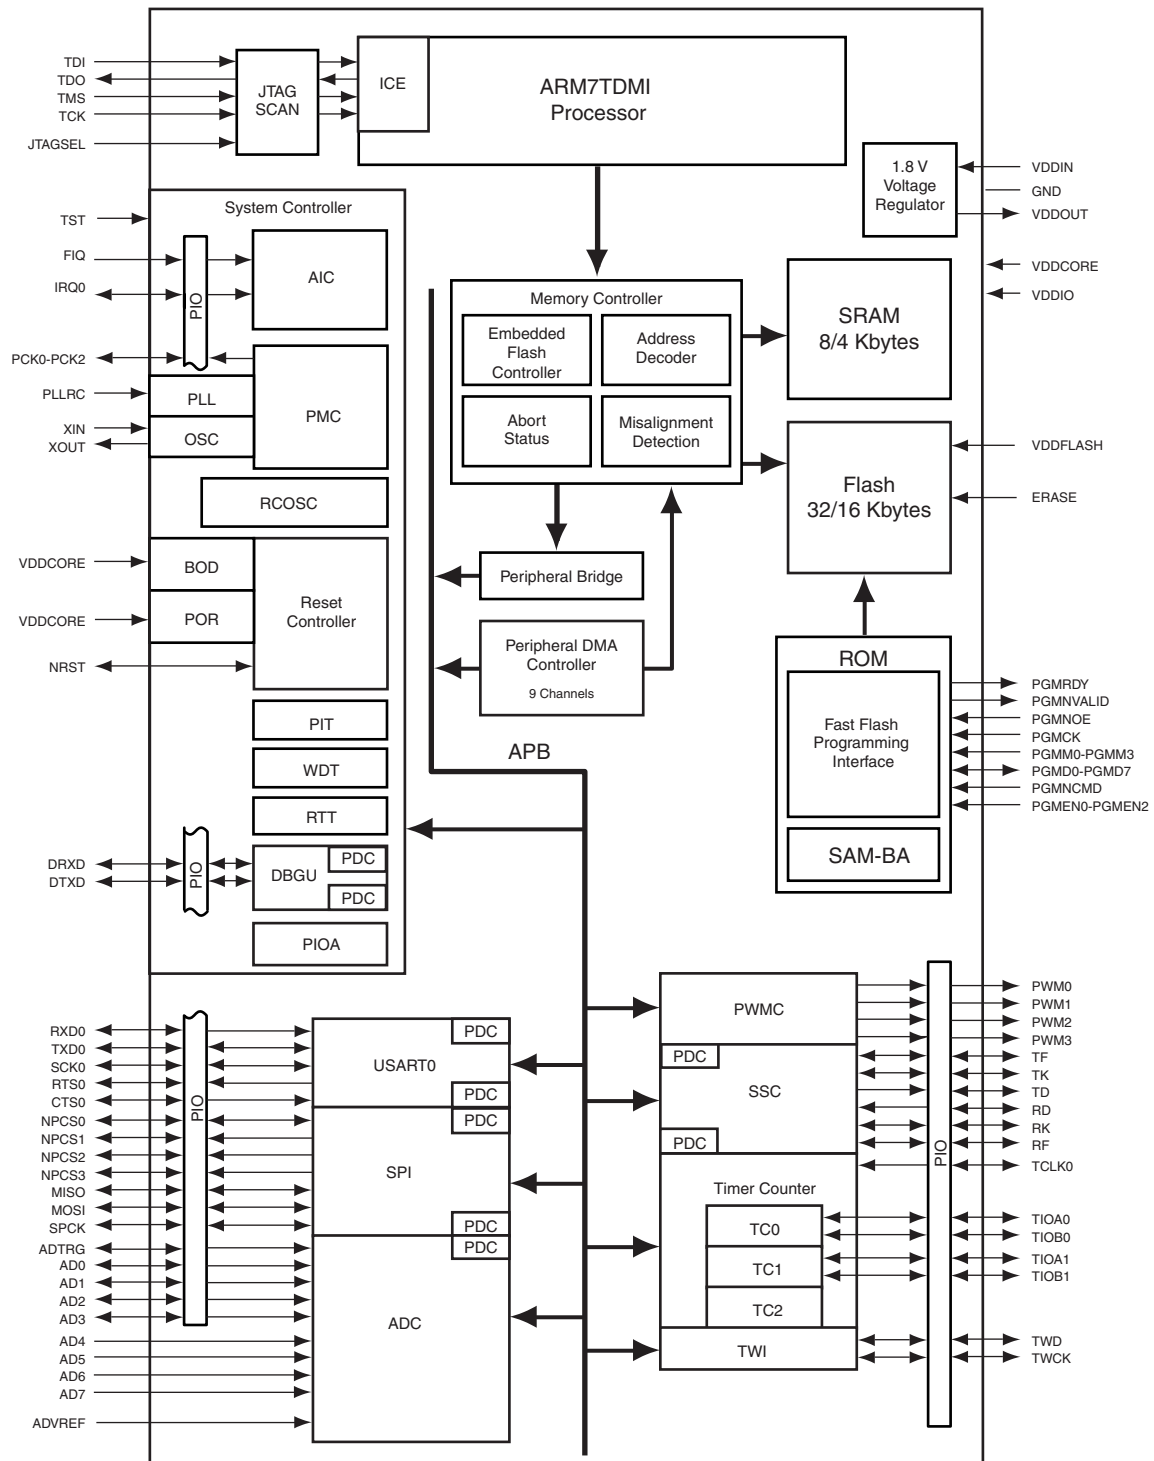 TDI
TDO
TMS
TCK
JTAGSEL
JTAG
SCAN
ICE
ARM7TDMI
Processor
1.8 V
Voltage
Regulator
VDDIN
GND
VDDOUT
VDDCORE
VDDIO
System Controller
TST
FIQ
IRQ0
PIO
AIC
PCK0-PCK2
PLLRC
PLL
XIN
XOUT
OSC
PMC
RCOSC
VDDCORE
BOD
VDDCORE
POR
Reset
Controller
NRST
PIT
WDT
RTT
DRXD
DTXD
PIO
DBGU
PDC
PDC
PIOA
Memory Controller
Embedded
Flash
Controller
Address
Decoder
Abort
Status
Misalignment
Detection
SRAM
8/4 Kbytes
Flash
32/16 Kbytes
VDDFLASH
ERASE
Peripheral Bridge
Peripheral DMA
Controller
9 Channels
APB
ROM
Fast Flash
Programming
Interface
SAM-BA
PGMRDY
PGMNVALID
PGMNOE
PGMCK
PGMM0-PGMM3
PGMD0-PGMD7
PGMNCMD
PGMEN0-PGMEN2
RXD0
TXD0
SCK0
RTS0
CTS0
NPCS0
NPCS1
NPCS2
NPCS3
MISO
MOSI
SPCK
ADTRG
AD0
AD1
AD2
AD3
AD4
AD5
AD6
AD7
ADVREF
PIO
PDC
USART0
PDC
PDC
SPI
PDC
PDC
ADC
PWMC
PDC
SSC
PDC
Timer Counter
TC0
TC1
TC2
TWI
PIO
PWM0
PWM1
PWM2
PWM3
TF
TK
TD
RD
RK
RF
TCLK0
TIOA0
TIOB0
TIOA1
TIOB1
TWD
TWCK